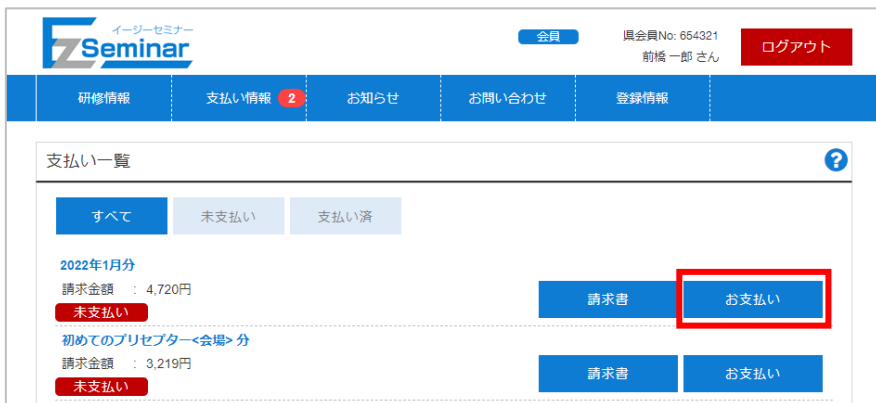 イージーセミナー
EZ Seminar
会員
県会員No: 654321
前橋 一郎 さん
ログアウト
研修情報 支払い情報 2 お知らせ お問い合わせ 登録情報
支払い一覧 ?
すべて 未支払い 支払い済
2022年1月分
請求金額 : 4,720円
未支払い
請求書 お支払い
初めてのプリセプター<会場> 分
請求金額 : 3,219円
未支払い
請求書 お支払い